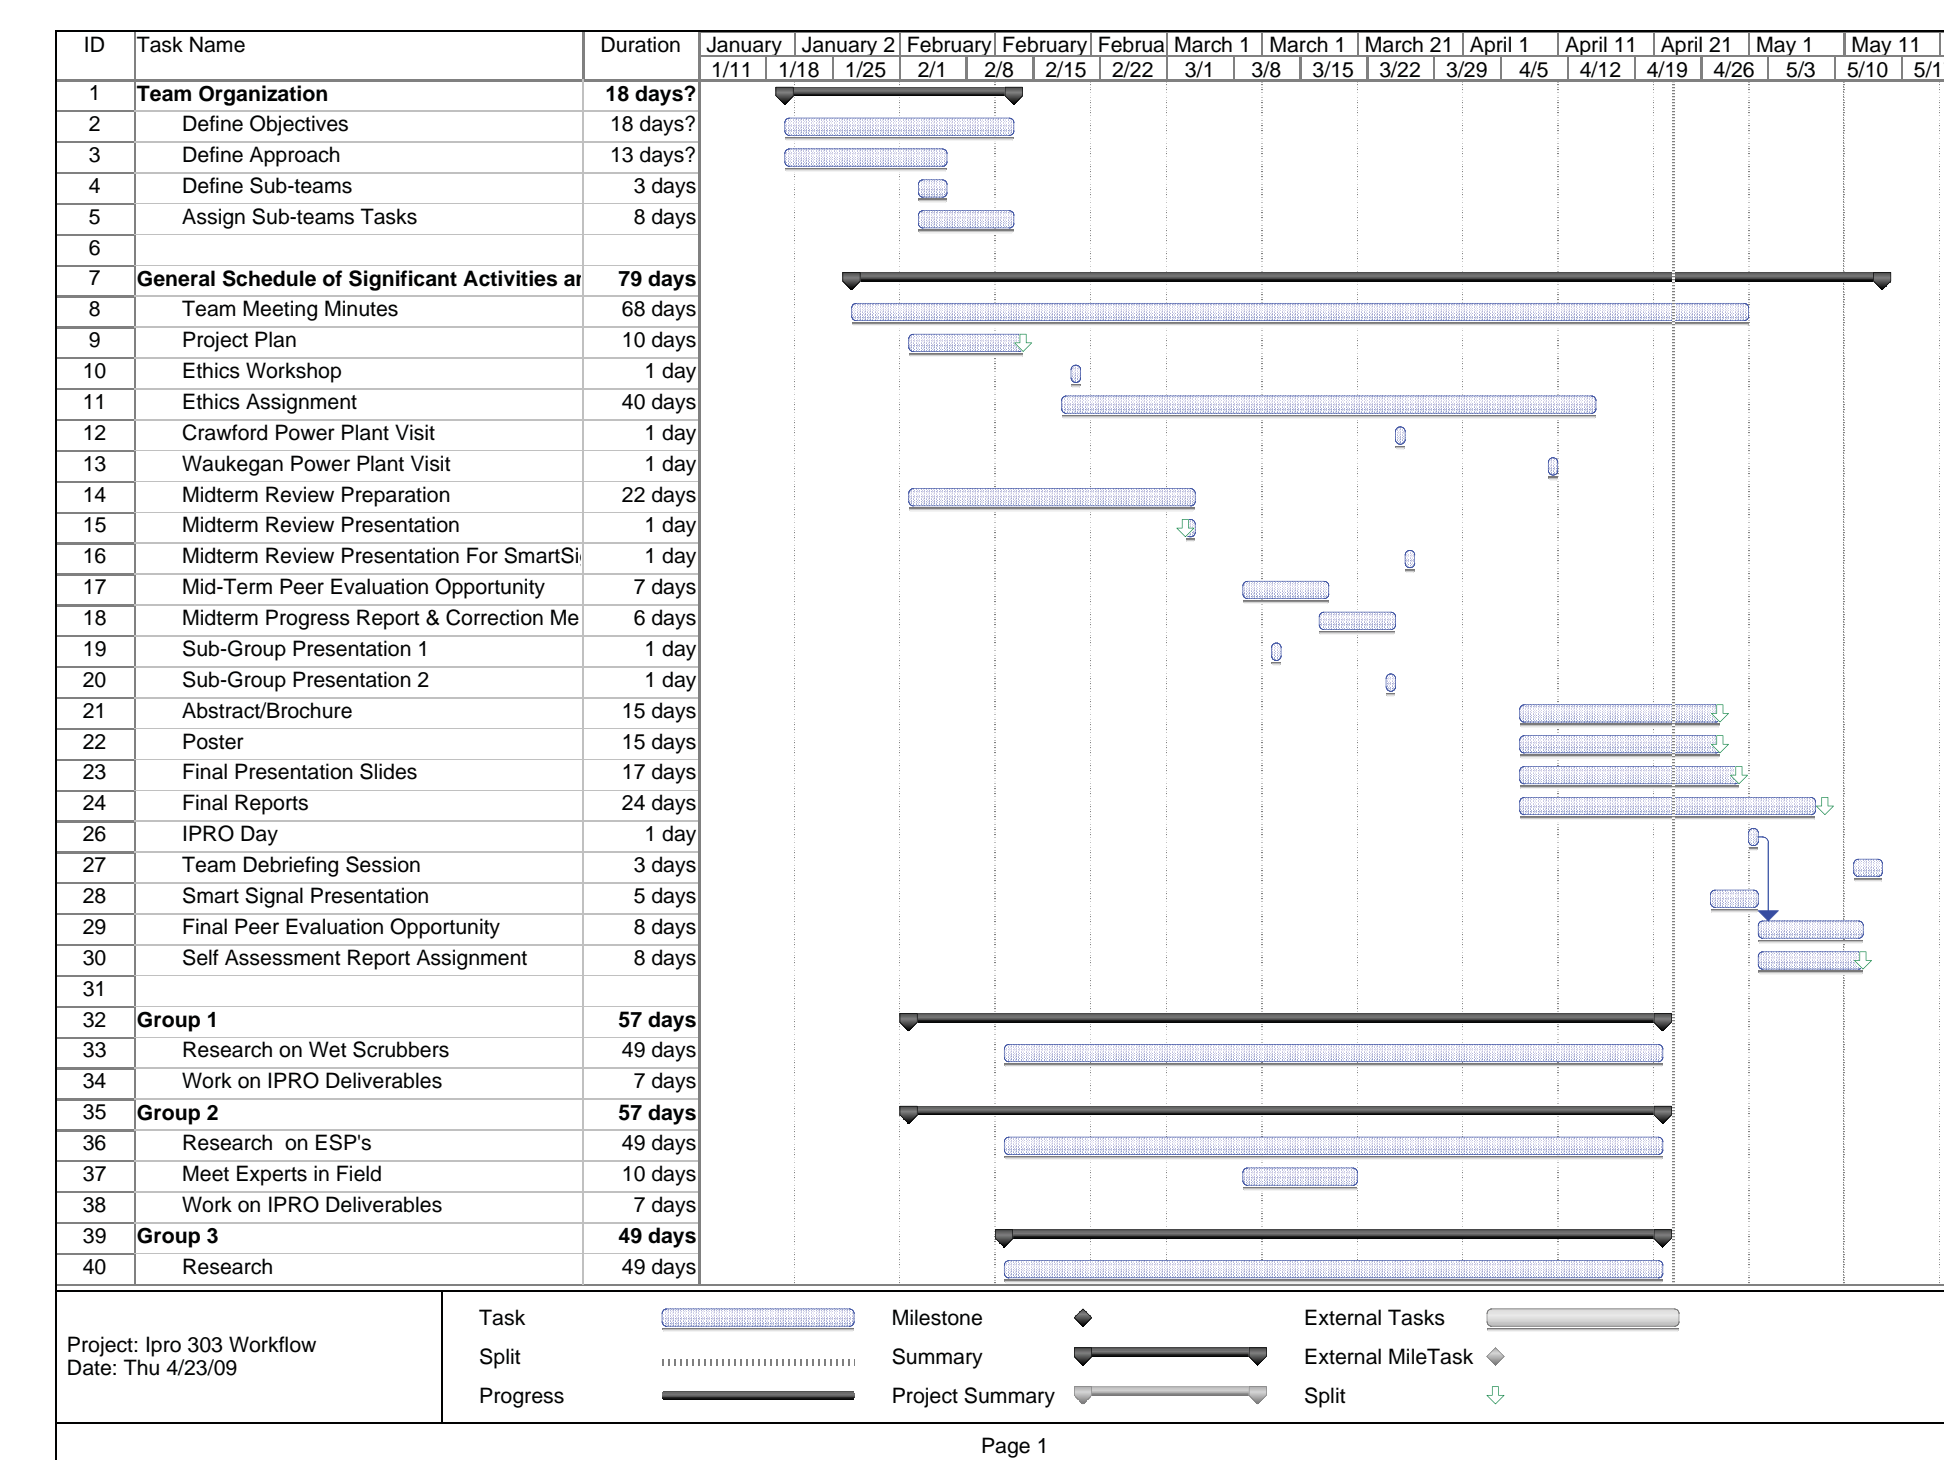 ID Task Name Duration January January 2 February February Februa March 1 March 1 March 21 April 1 April 11 April 21 May 1 May 11
1/11 1/18 1/25 2/1 2/8 2/15 2/22 3/1 3/8 3/15 3/22 3/29 4/5 4/12 4/19 4/26 5/3 5/10 5/1
1 Team Organization 18 days?
2 Define Objectives 18 days?
3 Define Approach 13 days?
4 Define Sub-teams 3 days
5 Assign Sub-teams Tasks 8 days
6
7 General Schedule of Significant Activities ar 79 days
8 Team Meeting Minutes 68 days
9 Project Plan 10 days
10 Ethics Workshop 1 day
11 Ethics Assignment 40 days
12 Crawford Power Plant Visit 1 day
13 Waukegan Power Plant Visit 1 day
14 Midterm Review Preparation 22 days
15 Midterm Review Presentation 1 day
16 Midterm Review Presentation For SmartSi 1 day
17 Mid-Term Peer Evaluation Opportunity 7 days
18 Midterm Progress Report & Correction Me 6 days
19 Sub-Group Presentation 1 1 day
20 Sub-Group Presentation 2 1 day
21 Abstract/Brochure 15 days
22 Poster 15 days
23 Final Presentation Slides 17 days
24 Final Reports 24 days
26 IPRO Day 1 day
27 Team Debriefing Session 3 days
28 Smart Signal Presentation 5 days
29 Final Peer Evaluation Opportunity 8 days
30 Self Assessment Report Assignment 8 days
31
32 Group 1 57 days
33 Research on Wet Scrubbers 49 days
34 Work on IPRO Deliverables 7 days
35 Group 2 57 days
36 Research  on ESP's 49 days
37 Meet Experts in Field 10 days
38 Work on IPRO Deliverables 7 days
39 Group 3 49 days
40 Research 49 days
Project: Ipro 303 Workflow
Date: Thu 4/23/09
Task Milestone External Tasks
Split Summary External MileTask
Progress Project Summary Split
Page 1